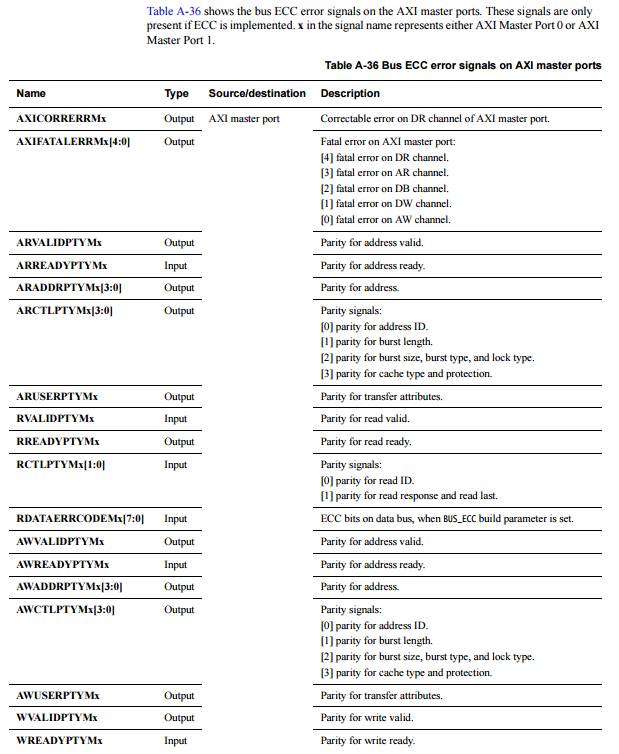 Table A-36 shows the bus ECC error signals on the AXI master ports. These signals are only
present if ECC is implemented. x in the signal name represents either AXI Master Port 0 or AXI
Master Port 1.
Table A-36 Bus ECC error signals on AXI master ports
Name Type Source/destination Description
AXICORRERRMx Output AXI master port Correctable error on DR channel of AXI master port.
AXIFATALERRMx[4:0] Output Fatal error on AXI master port:
[4] fatal error on DR channel.
[3] fatal error on AR channel.
[2] fatal error on DB channel.
[1] fatal error on DW channel.
[0] fatal error on AW channel.
ARVALIDPTYMx Output Parity for address valid.
ARREADYPTYMx Input Parity for address ready.
ARADDRPTYMx[3:0] Output Parity for address.
ARCTLPTYMx[3:0] Output Parity signals:
[0] parity for address ID.
[1] parity for burst length.
[2] parity for burst size, burst type, and lock type.
[3] parity for cache type and protection.
ARUSERPTYMx Output Parity for transfer attributes.
RVALIDPTYMx Input Parity for read valid.
RREADYPTYMx Output Parity for read ready.
RCTLPTYMx[1:0] Input Parity signals:
[0] parity for read ID.
[1] parity for read response and read last.
RDATAERRCODEMx[7:0] Input ECC bits on data bus, when BUS_ECC build parameter is set.
AWVALIDPTYMx Output Parity for address valid.
AWREADYPTYMx Input Parity for address ready.
AWADDRPTYMx[3:0] Output Parity for address.
AWCTLPTYMx[3:0] Output Parity signals:
[0] parity for address ID.
[1] parity for burst length.
[2] parity for burst size, burst type, and lock type.
[3] parity for cache type and protection.
AWUSERPTYMx Output Parity for transfer attributes.
WVALIDPTYMx Output Parity for write valid.
WREADYPTYMx Input Parity for write ready.